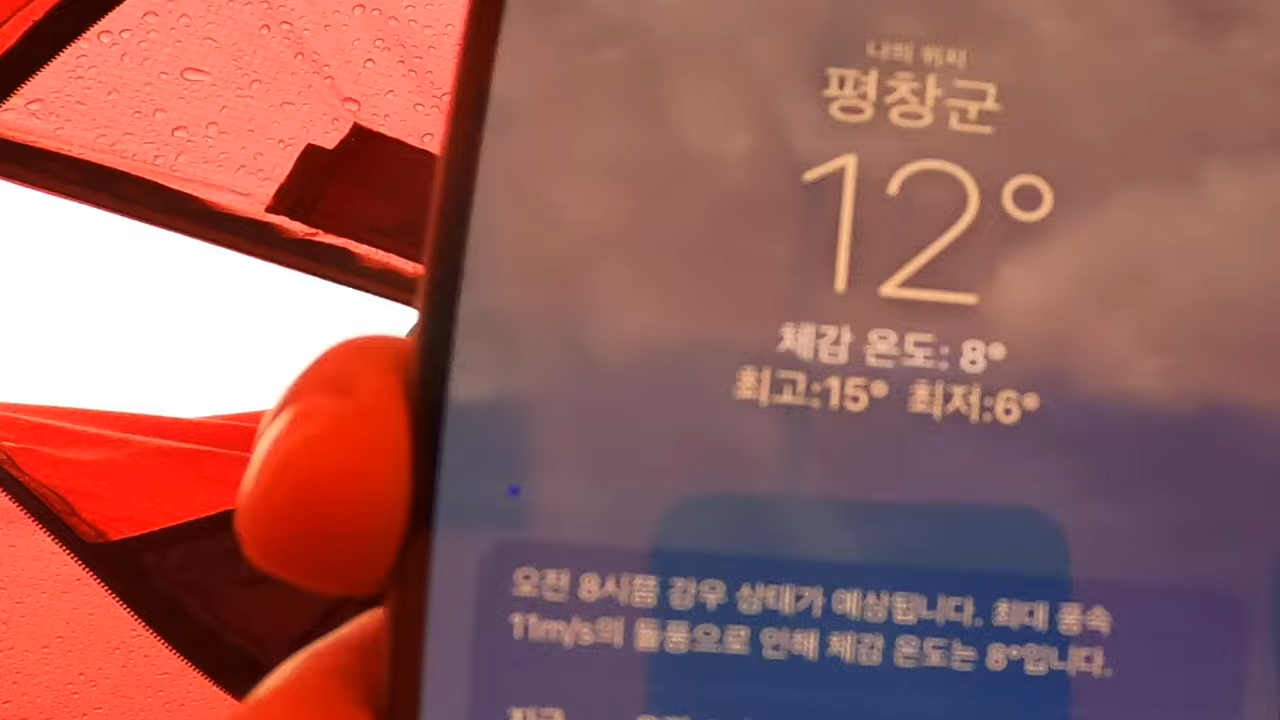 나의 위치
평창군
12°
체감 온도: 8°
최고:15° 최저:6°
오전 8시쯤 강우 상태가 예상됩니다. 최대 풍속
11m/s의 돌풍으로 인해 체감 온도는 8°입니다.